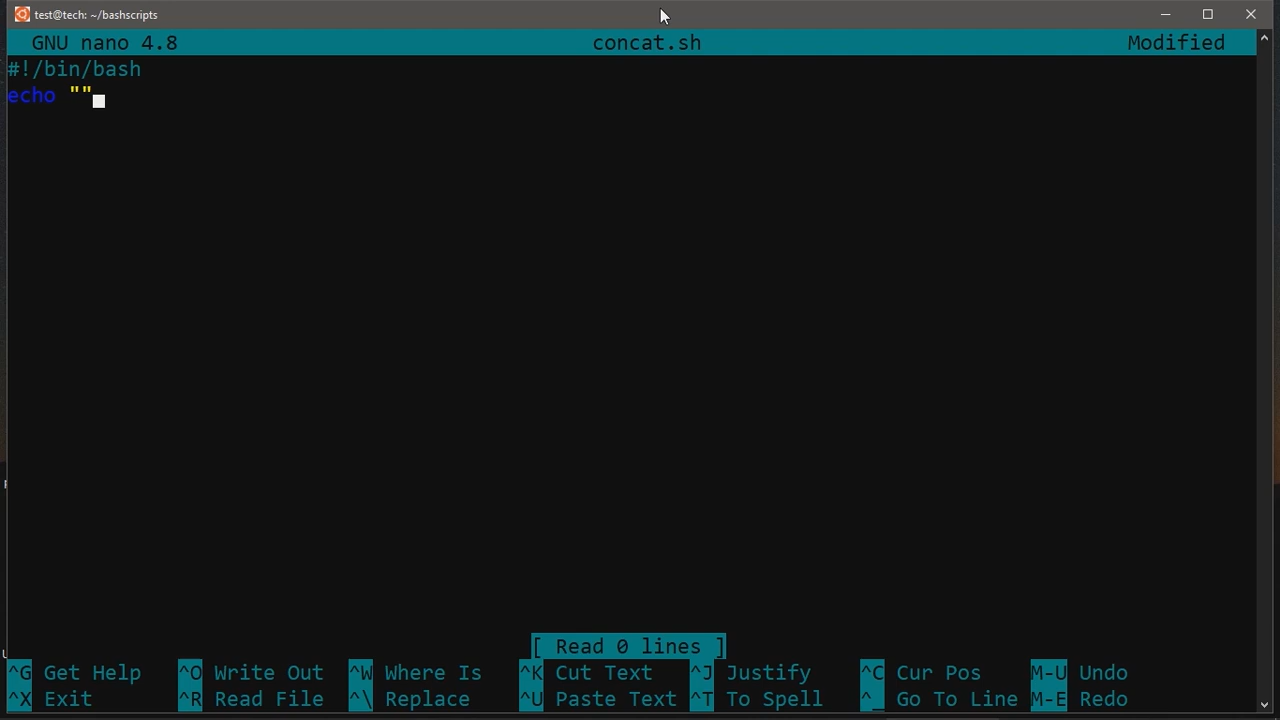 test@tech: ~/bashscripts
GNU nano 4.8 concat.sh Modified
#!/bin/bash
echo ""
[ Read 0 lines ]
^G Get Help ^O Write Out ^W Where Is ^K Cut Text ^J Justify ^C Cur Pos M-U Undo
^X Exit ^R Read File ^\ Replace ^U Paste Text ^T To Spell ^_ Go To Line M-E Redo